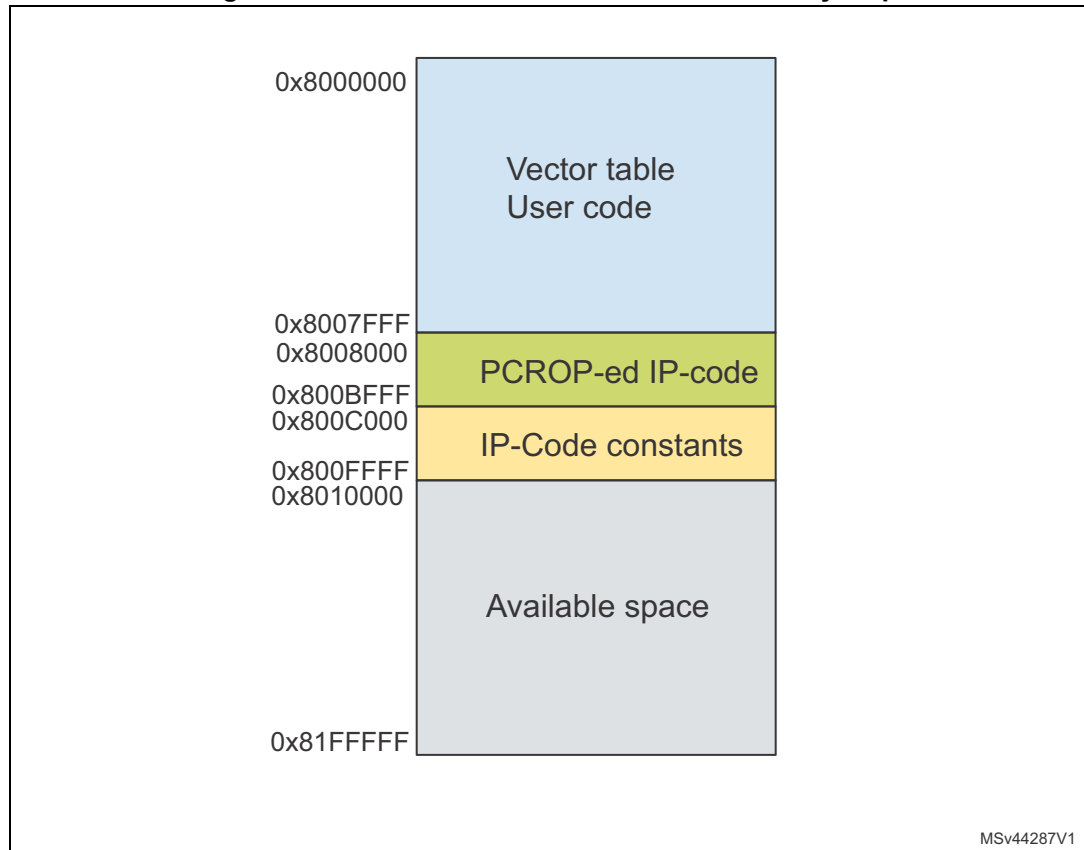 0x8000000
Vector table
User code
0x8007FFF
0x8008000
PCROP-ed IP-code
0x800BFFF
0x800C000
IP-Code constants
0x800FFFF
0x8010000
Available space
0x81FFFFF
MSv44287V1